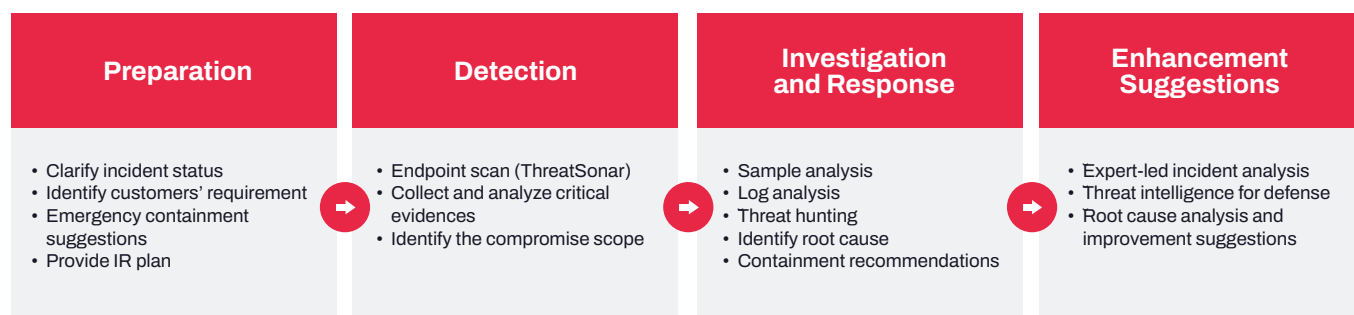 Preparation
• Clarify incident status
• Identify customers’ requirement
• Emergency containment
suggestions
• Provide IR plan
Detection
• Endpoint scan (ThreatSonar)
• Collect and analyze critical
evidences
• Identify the compromise scope
Investigation
and Response
• Sample analysis
• Log analysis
• Threat hunting
• Identify root cause
• Containment recommendations
Enhancement
Suggestions
• Expert-led incident analysis
• Threat intelligence for defense
• Root cause analysis and
improvement suggestions